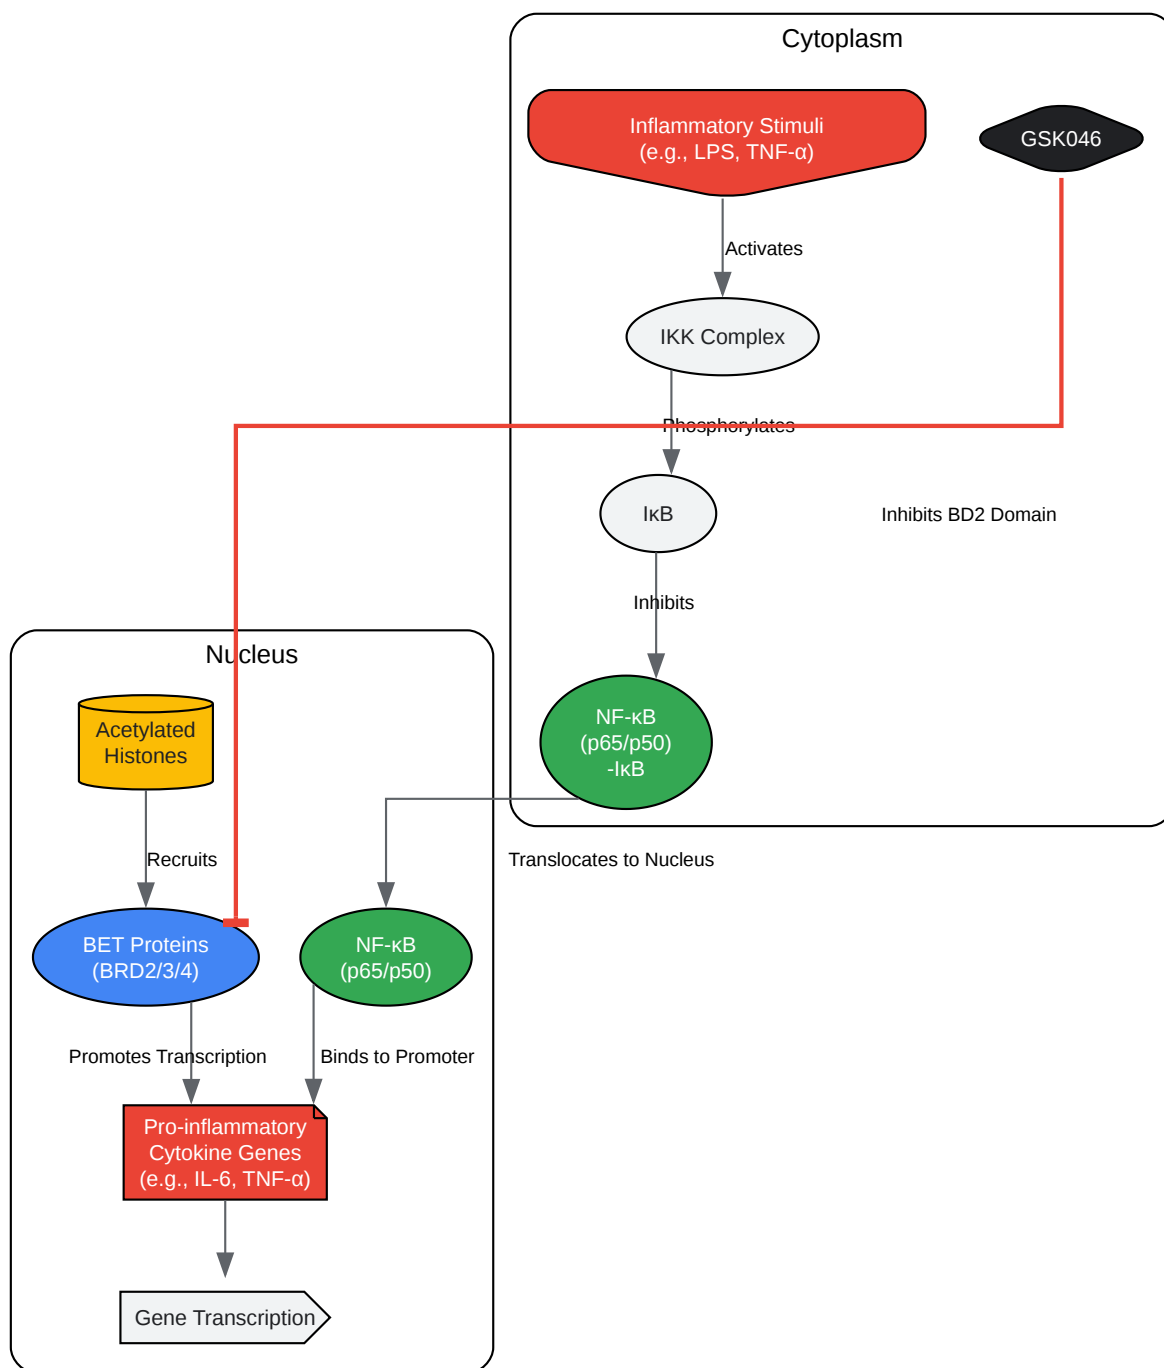 Cytoplasm
Inflammatory Stimuli
(e.g., LPS, TNF-α)
GSK046
Activates
IKK Complex
Phosphorylates
IκB
Inhibits BD2 Domain
Inhibits
Nucleus
NF-κB
(p65/p50)
-IκB
Acetylated
Histones
Recruits
Translocates to Nucleus
BET Proteins
(BRD2/3/4)
NF-κB
(p65/p50)
Promotes Transcription
Binds to Promoter
Pro-inflammatory
Cytokine Genes
(e.g., IL-6, TNF-α)
Gene Transcription